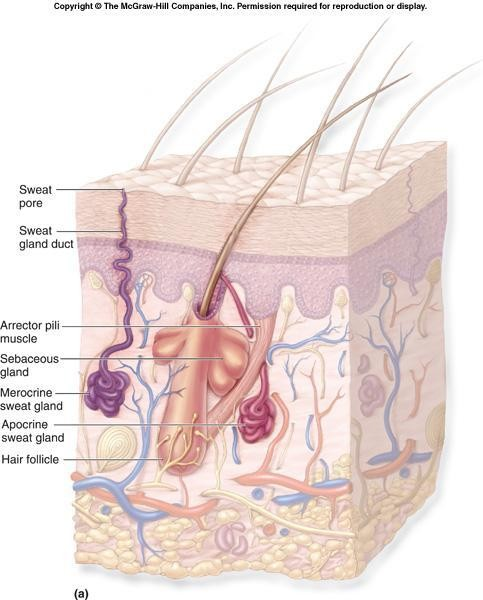 Copyright © The McGraw-Hill Companies, Inc. Permission required for reproduction or display.
Sweat
pore
Sweat
gland duct
Arrector pili
muscle
Sebaceous
gland
Merocrine
sweat gland
Apocrine
sweat gland
Hair follicle
(a)